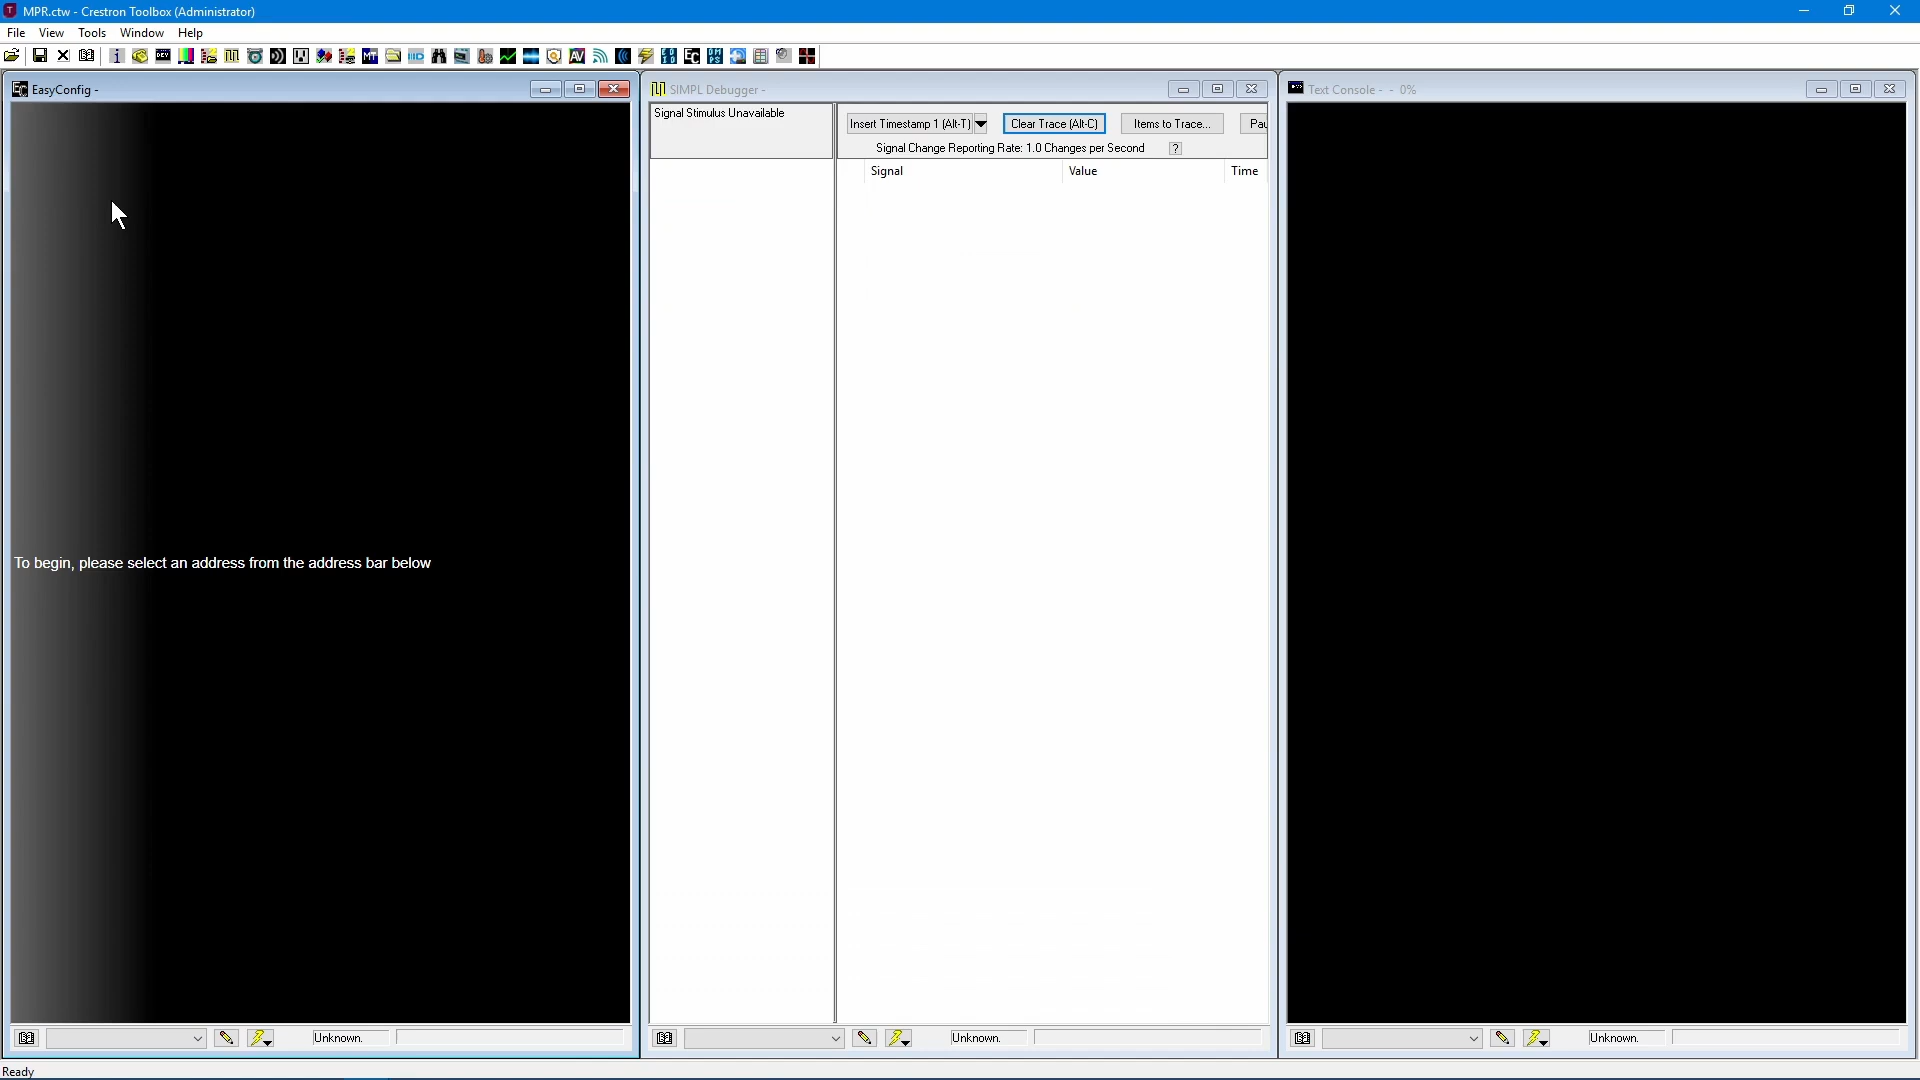 MPR.ctw - Crestron Toolbox (Administrator)
File View Tools Window Help
EasyConfig -
To begin, please select an address from the address bar below
Unknown.
SIMPL Debugger -
Signal Stimulus Unavailable
Insert Timestamp 1 (Alt-T) Clear Trace (Alt-C) Items to Trace... Pau
Signal Change Reporting Rate: 1.0 Changes per Second ?
Signal Value Time
Unknown.
Text Console - - 0%
Unknown.
Ready